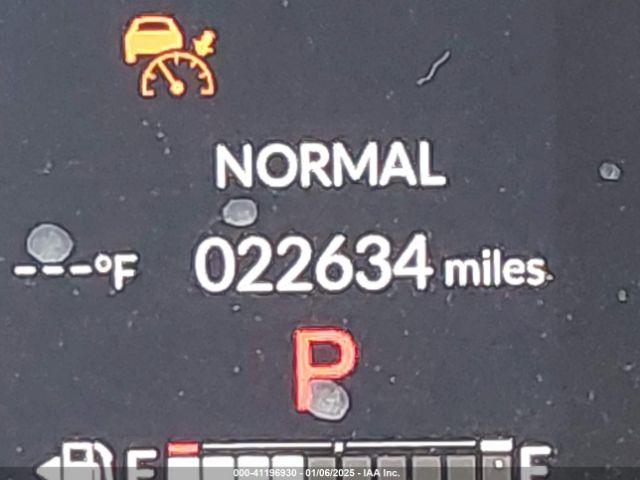 NORMAL
---°F 022634 miles
P
E F
000-41196930 - 01/06/2025 - IAA Inc.